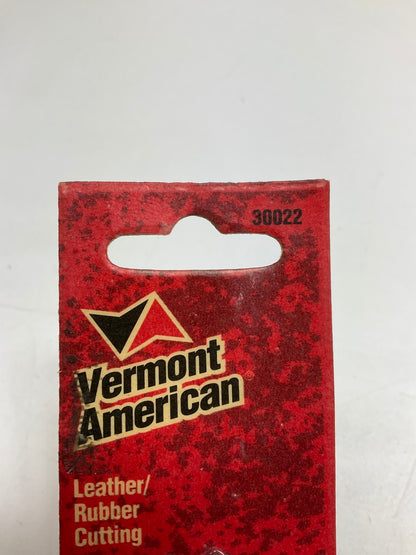 30022
Vermont
American®
Leather/
Rubber
Cutting